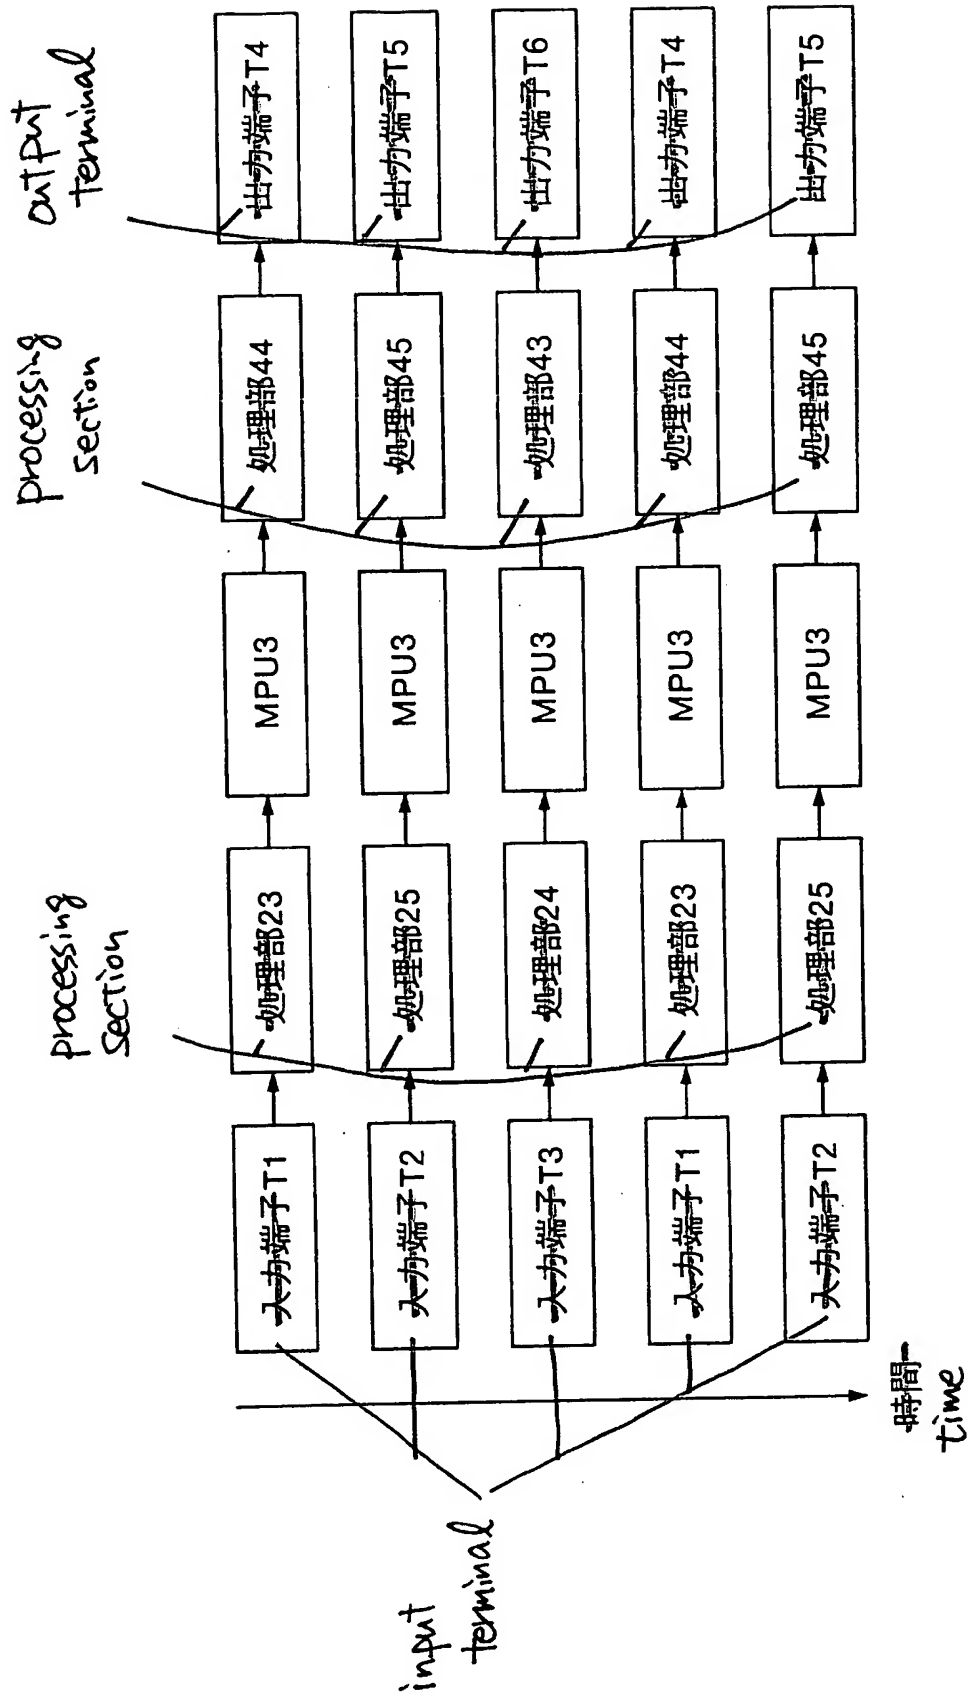 output
terminal
processing
section
processing
section
input
terminal
入力端子T1
処理部23
MPU3
処理部44
出力端子T4
入力端子T2
処理部25
MPU3
処理部45
出力端子T5
入力端子T3
処理部24
MPU3
処理部43
出力端子T6
入力端子T1
処理部23
MPU3
処理部44
出力端子T4
入力端子T2
処理部25
MPU3
処理部45
出力端子T5
時間
time